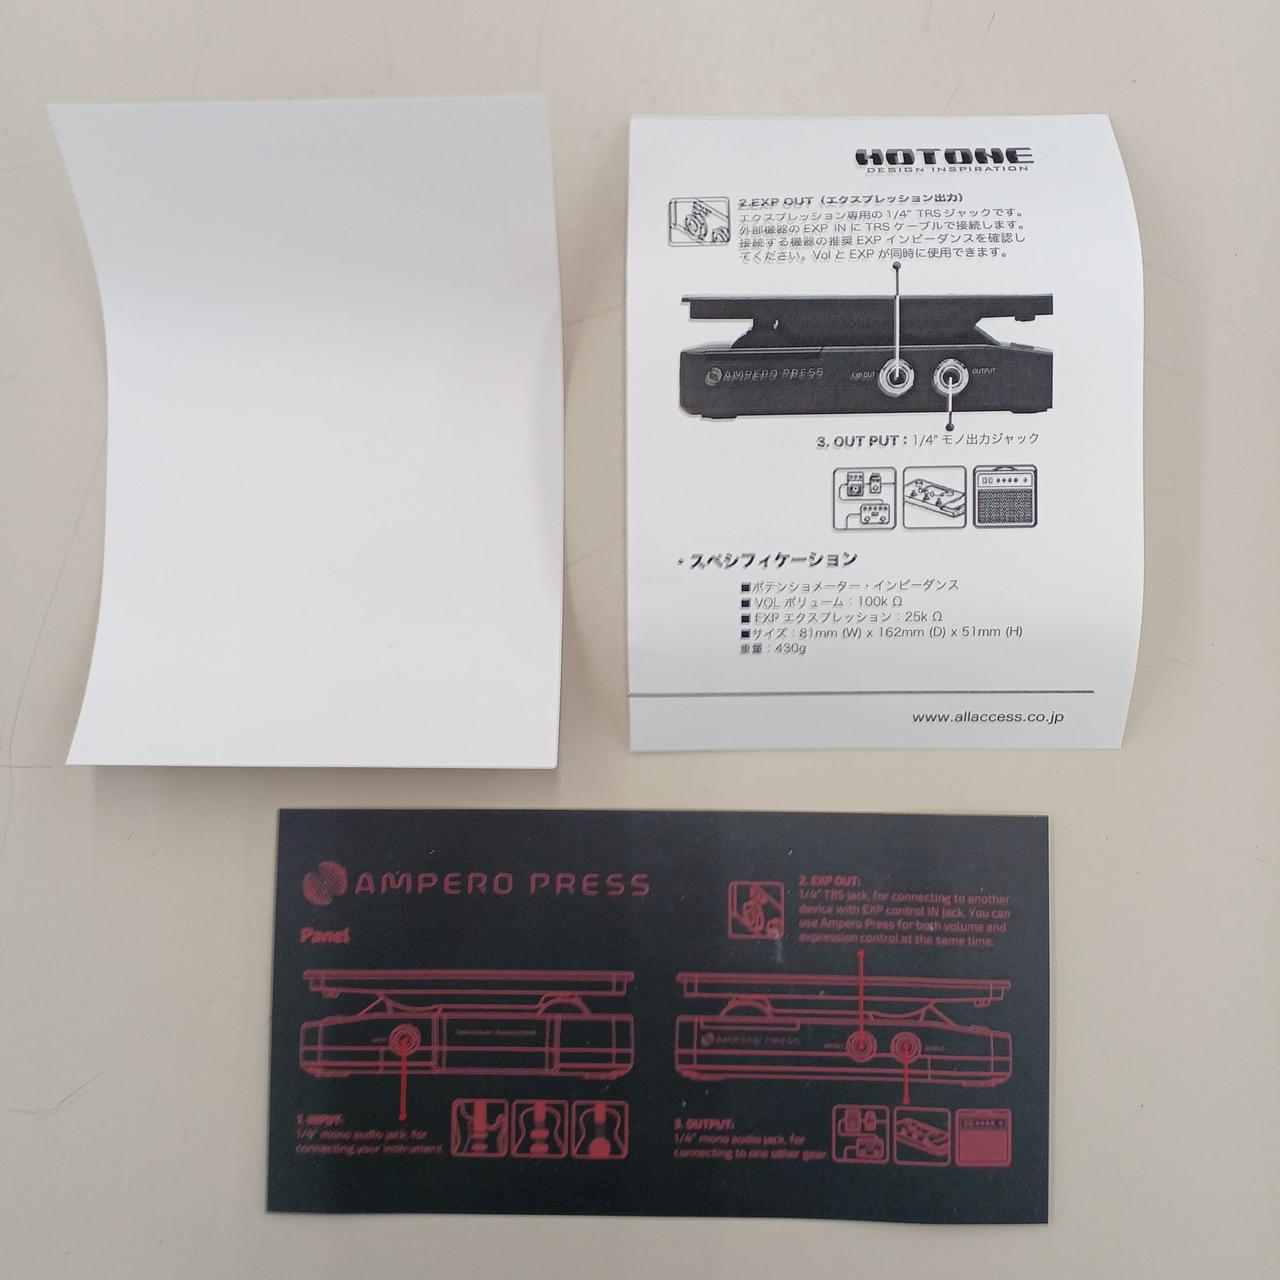 HOTONE
DESIGN INSPIRATION
2.EXP OUT（エクスプレッション出力）
エクスプレッション専用の 1/4" TRS ジャックです。
外部機器の EXP IN に TRS ケーブルで接続します。
接続する機器の推奨 EXP インピーダンスを確認し
てください。Vol と EXP が同時に使用できます。
AMPERO PRESS
EXP OUT
OUTPUT
3. OUT PUT：1/4" モノ出力ジャック
・スペシフィケーション
■ポテンショメーター・インピーダンス
■ VOL ボリューム：100k Ω
■ EXP エクスプレッション：25k Ω
■サイズ：81mm (W) x 162mm (D) x 51mm (H)
重量：430g
www.allaccess.co.jp
AMPERO PRESS
Panel
2. EXP OUT:
1/4" TRS jack, for connecting to another
device with EXP control IN jack. You can
use Ampero Press for both volume and
expression control at the same time.
AMPERO PRESS
1. INPUT:
1/4" mono audio jack, for
connecting your instrument.
3. OUTPUT:
1/4" mono audio jack, for
connecting to one other gear.